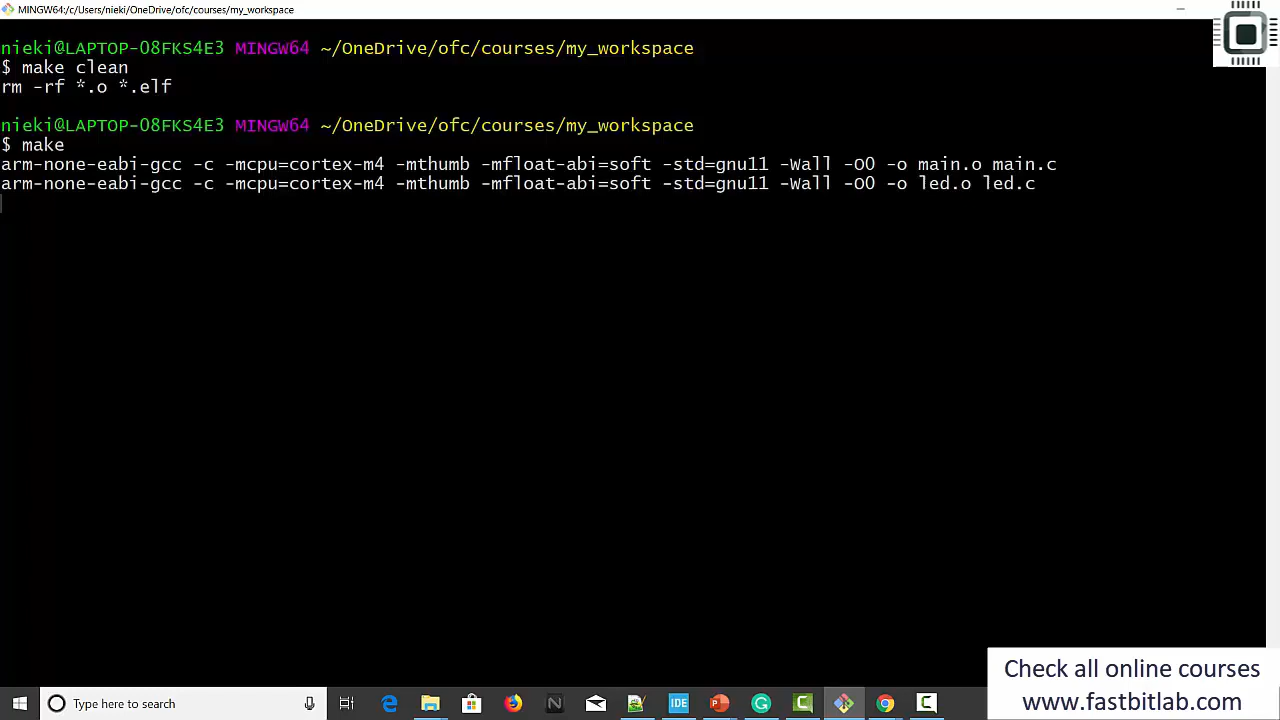 MINGW64:/c/Users/nieki/OneDrive/ofc/courses/my_workspace
nieki@LAPTOP-O8FKS4E3 MINGW64 ~/OneDrive/ofc/courses/my_workspace
$ make clean
rm -rf *.o *.elf
nieki@LAPTOP-O8FKS4E3 MINGW64 ~/OneDrive/ofc/courses/my_workspace
$ make
arm-none-eabi-gcc -c -mcpu=cortex-m4 -mthumb -mfloat-abi=soft -std=gnu11 -Wall -O0 -o main.o main.c
arm-none-eabi-gcc -c -mcpu=cortex-m4 -mthumb -mfloat-abi=soft -std=gnu11 -Wall -O0 -o led.o led.c
Check all online courses
www.fastbitlab.com
Type here to search
IDE